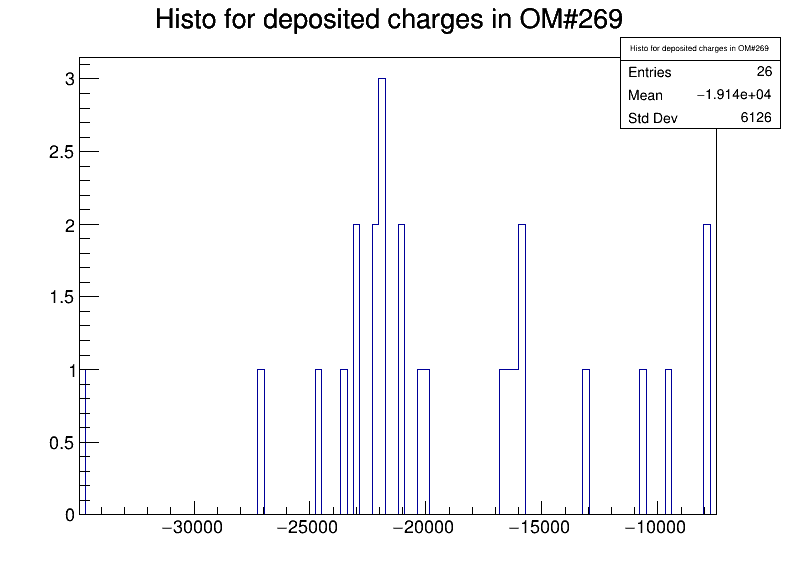 Histo for deposited charges in OM#269
Histo for deposited charges in OM#269
Entries 26
Mean −1.914e+04
Std Dev 6126
3
2.5
2
1.5
1
0.5
0
−30000 −25000 −20000 −15000 −10000